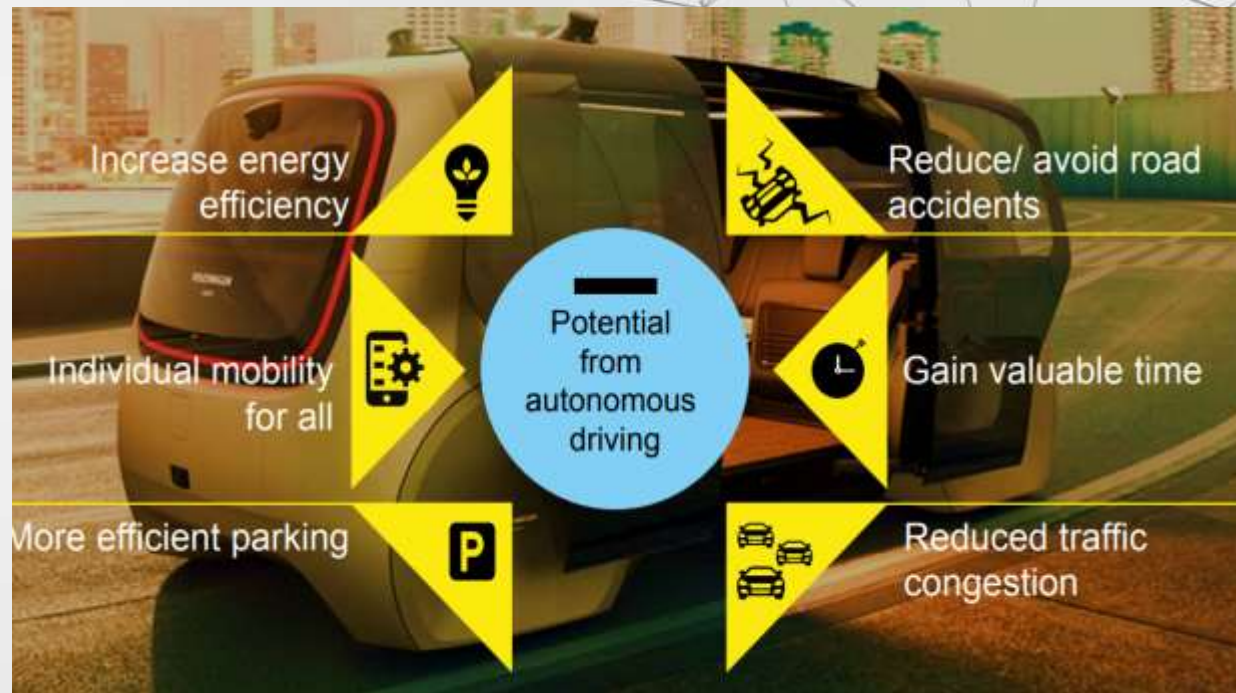 Increase energy
efficiency
Reduce/ avoid road
accidents
Potential
from
autonomous
driving
Individual mobility
for all
Gain valuable time
More efficient parking
P
Reduced traffic
congestion